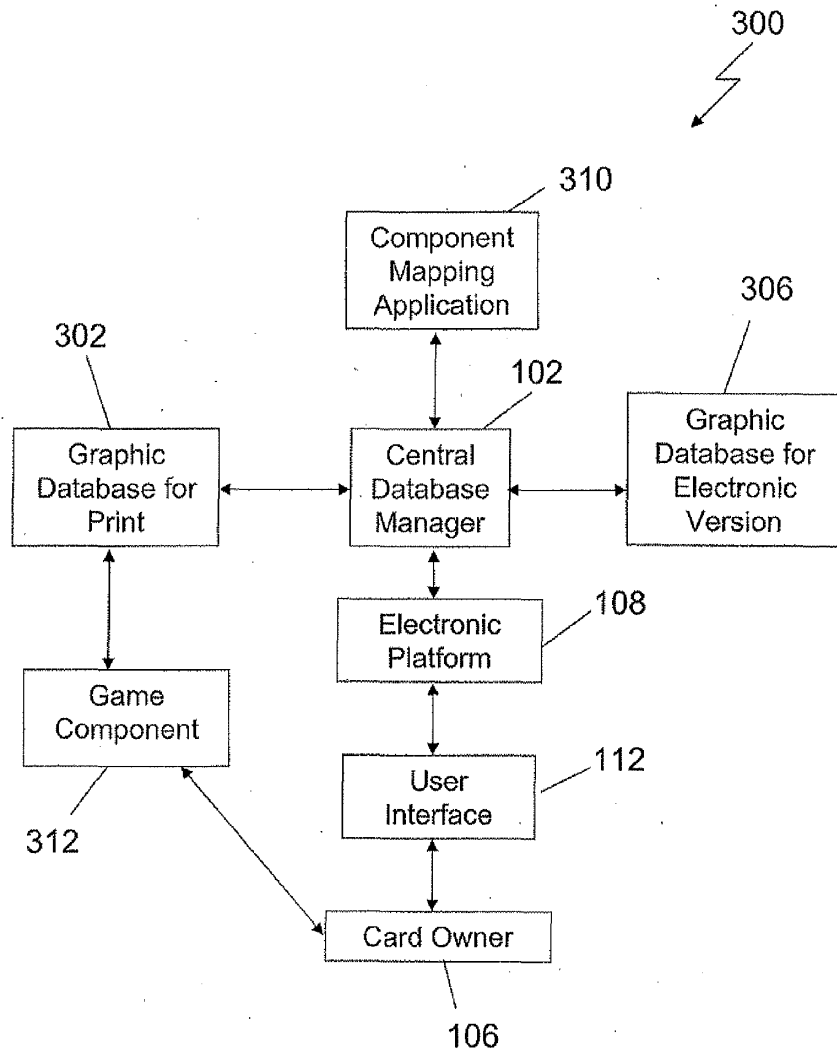 300
310
Component
Mapping
Application
306
302
102
Graphic
Database for
Print
Central
Database
Manager
Graphic
Database for
Electronic
Version
108
Electronic
Platform
Game
Component
112
User
Interface
312
Card Owner
106